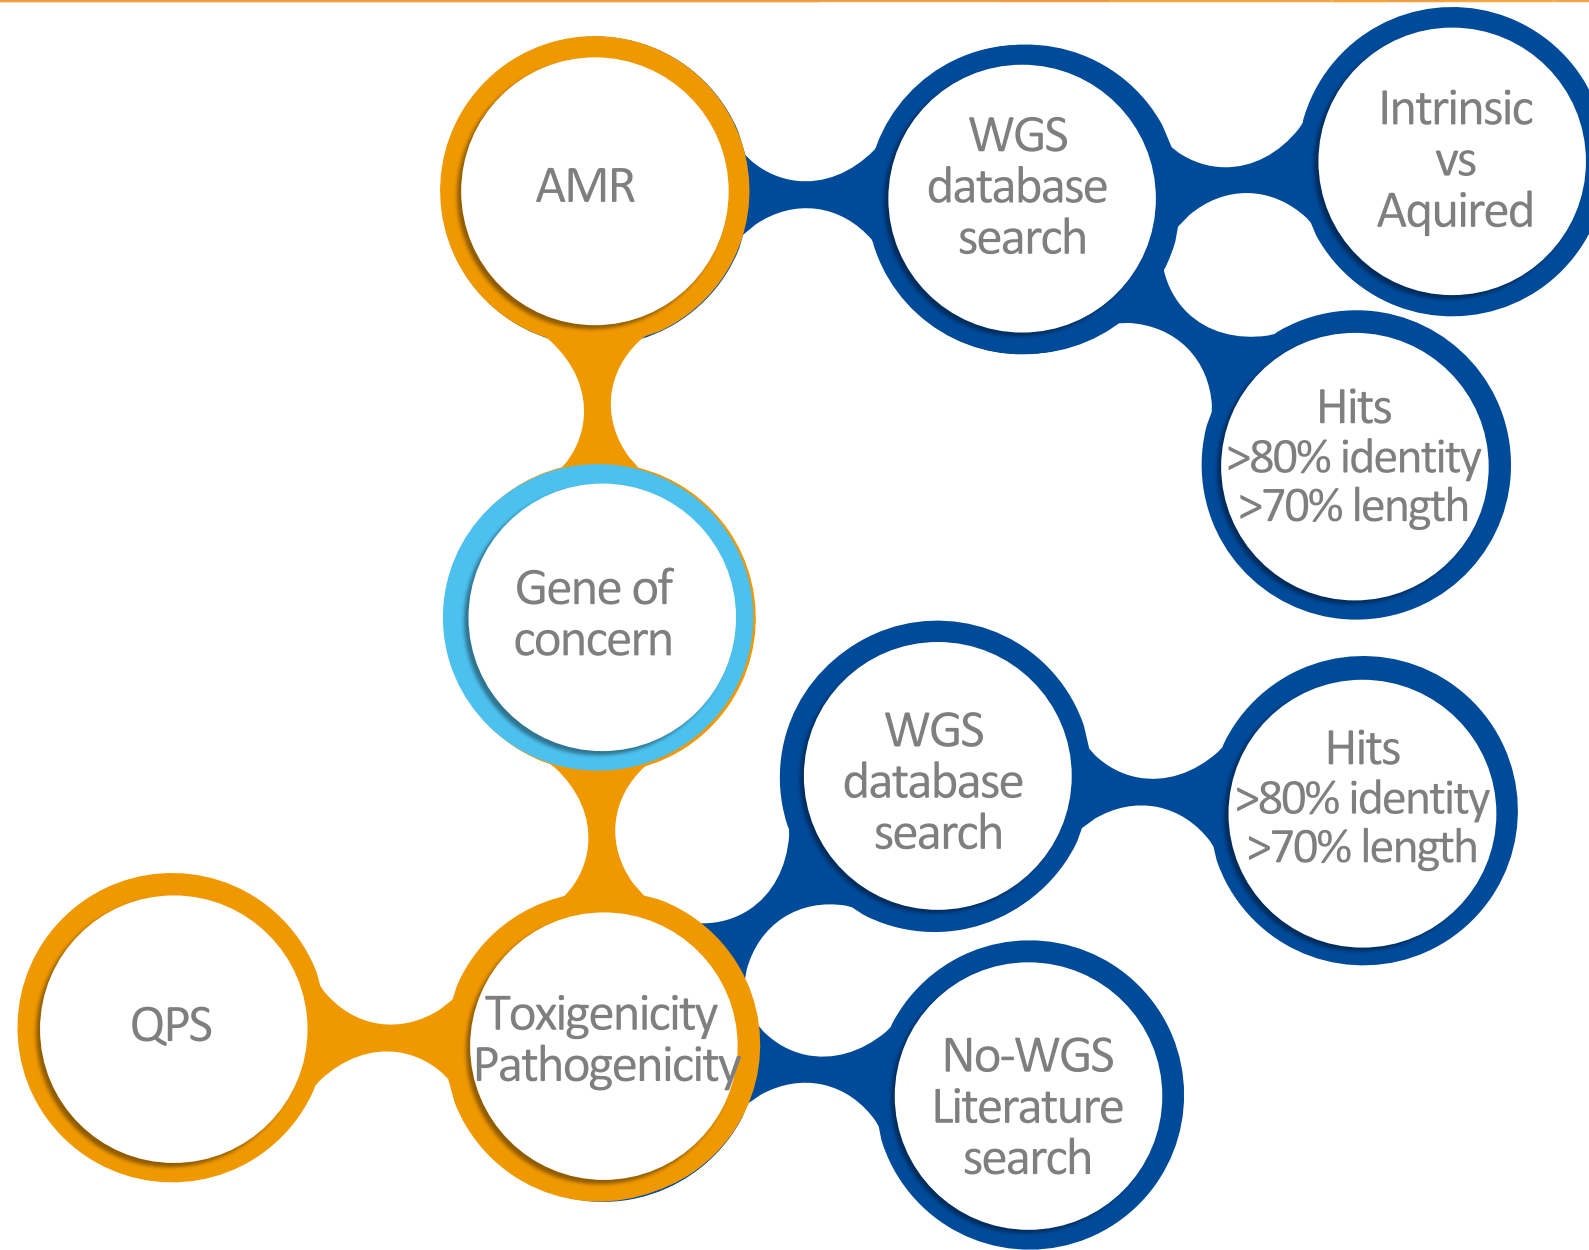 AMR
WGS
database
search
Intrinsic
vs
Aquired
Hits
>80% identity
>70% length
Gene of
concern
WGS
database
search
Hits
>80% identity
>70% length
QPS
Toxigenicity
Pathogenicity
No-WGS
Literature
search